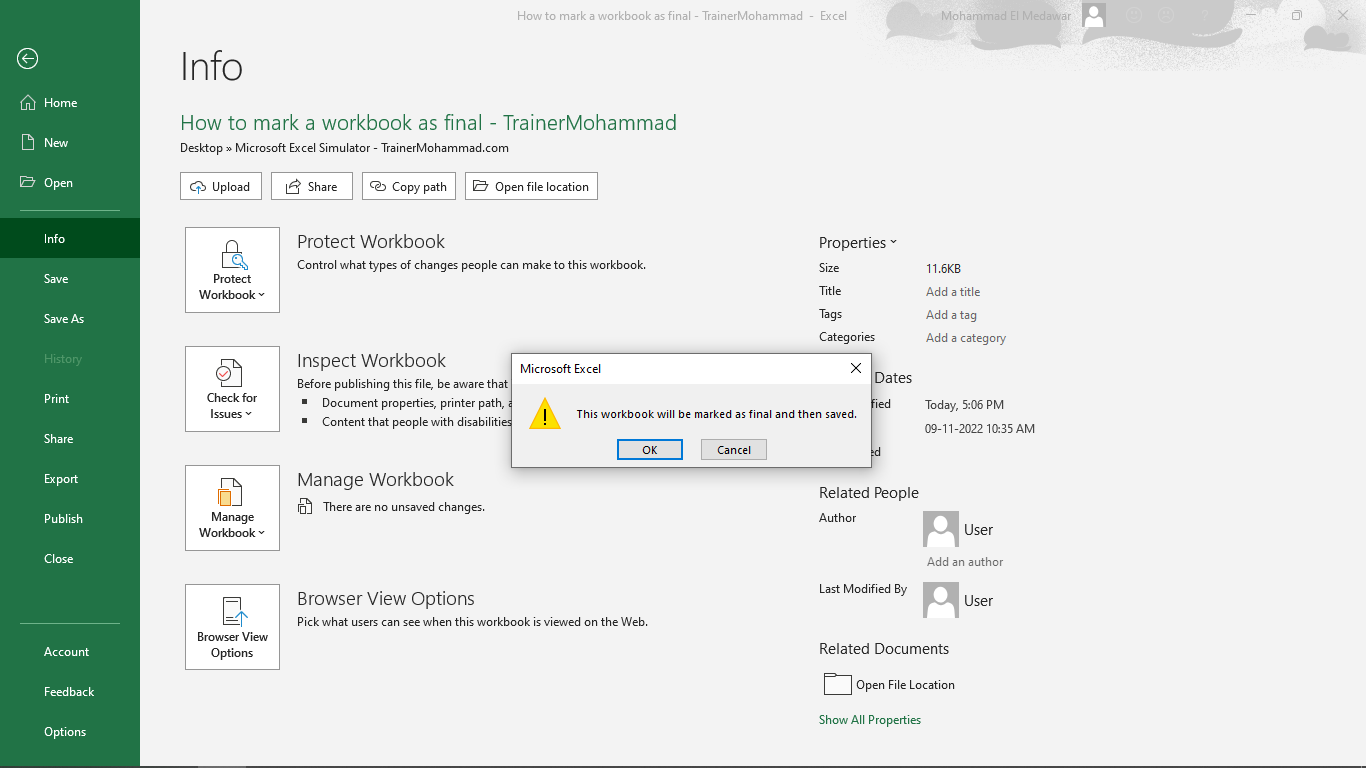 How to mark a workbook as final - TrainerMohammad - Excel
Mohammad El Medawar
Info
Home
New
Open
Info
Save
Save As
History
Print
Share
Export
Publish
Close
Account
Feedback
Options
How to mark a workbook as final - TrainerMohammad
Desktop » Microsoft Excel Simulator - TrainerMohammad.com
Upload
Share
Copy path
Open file location
Protect
Workbook
Protect Workbook
Control what types of changes people can make to this workbook.
Check for
Issues
Inspect Workbook
Before publishing this file, be aware that
Document properties, printer path, a
Content that people with disabilities
Manage
Workbook
Manage Workbook
There are no unsaved changes.
Browser View
Options
Browser View Options
Pick what users can see when this workbook is viewed on the Web.
Microsoft Excel
This workbook will be marked as final and then saved.
OK
Cancel
Properties
Size 11.6KB
Title Add a title
Tags Add a tag
Categories Add a category
Dates
fied Today, 5:06 PM
09-11-2022 10:35 AM
ed
Related People
Author User
Add an author
Last Modified By User
Related Documents
Open File Location
Show All Properties